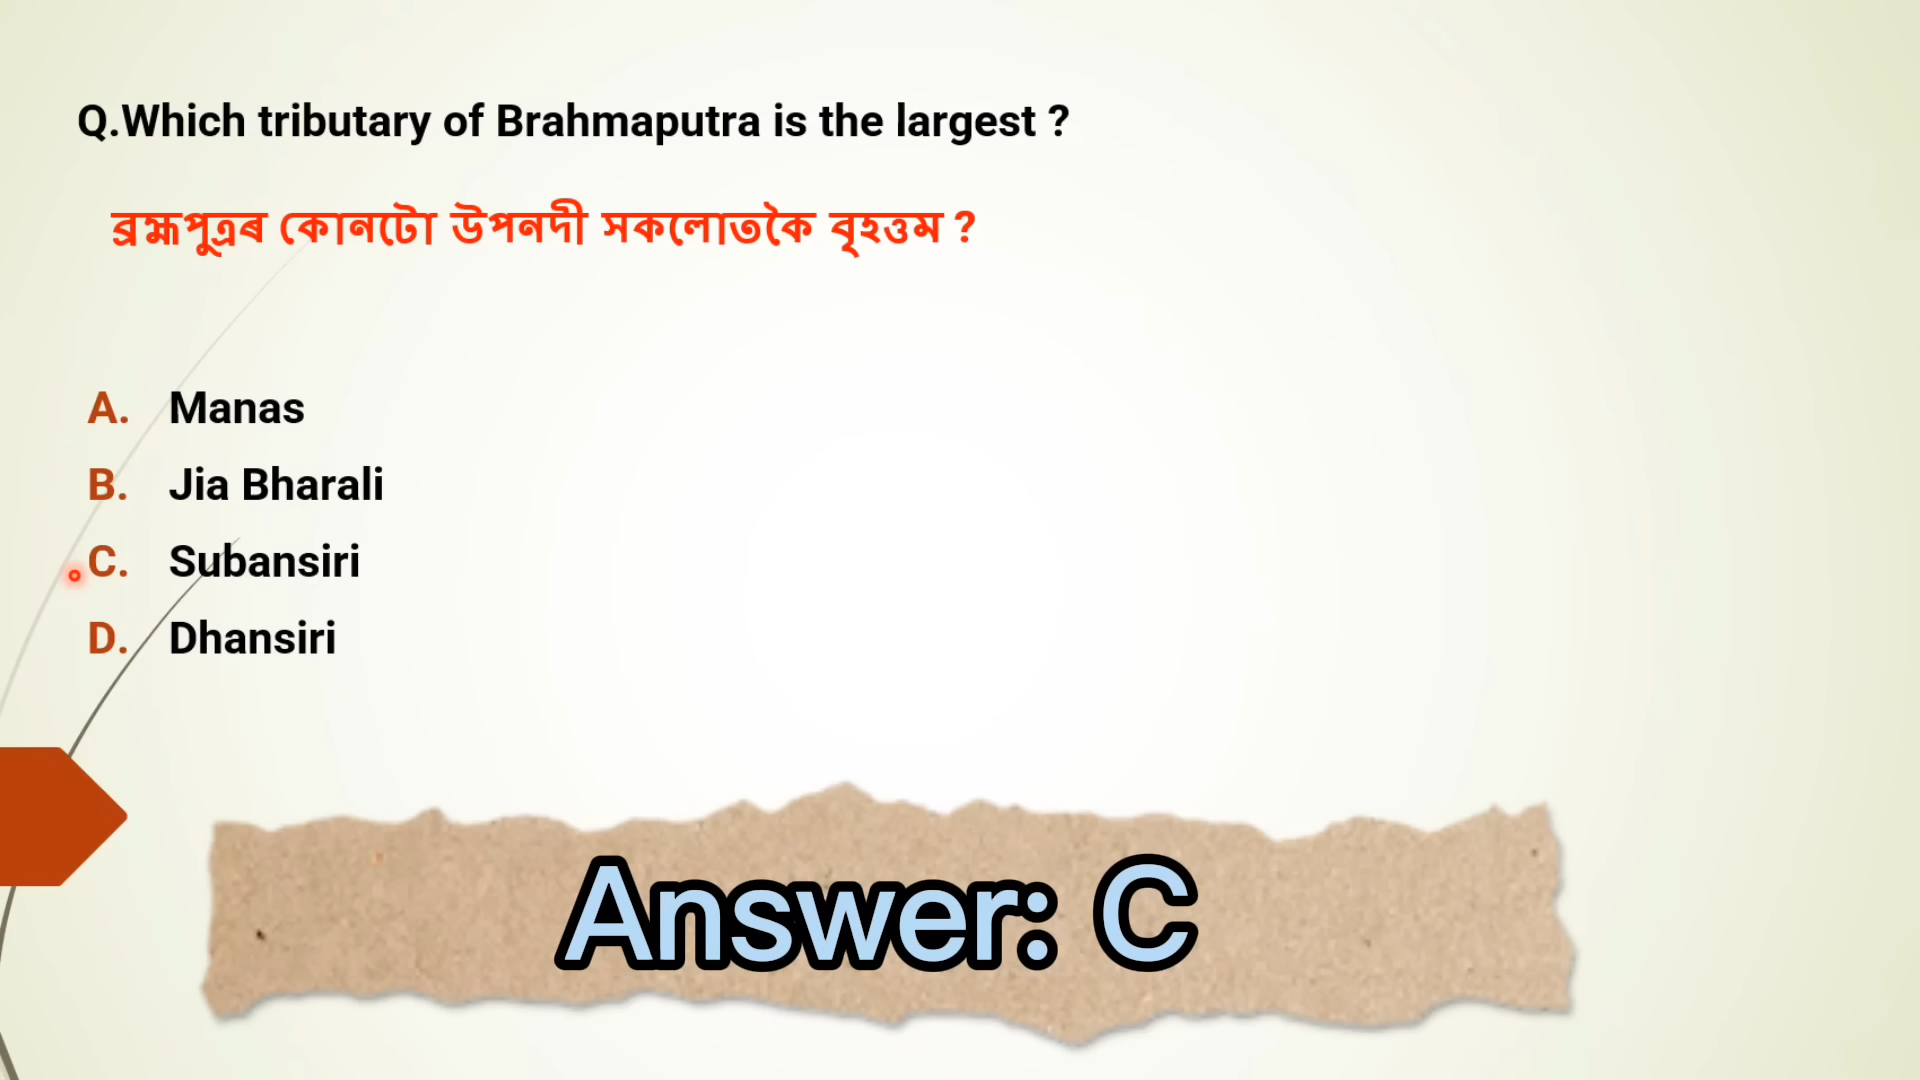 Q.Which tributary of Brahmaputra is the largest ?
ব্ৰহ্মপুত্ৰৰ কোনটো উপনদী সকলোতকৈ বৃহত্তম ?
A. Manas
B. Jia Bharali
C. Subansiri
D. Dhansiri
Answer: C